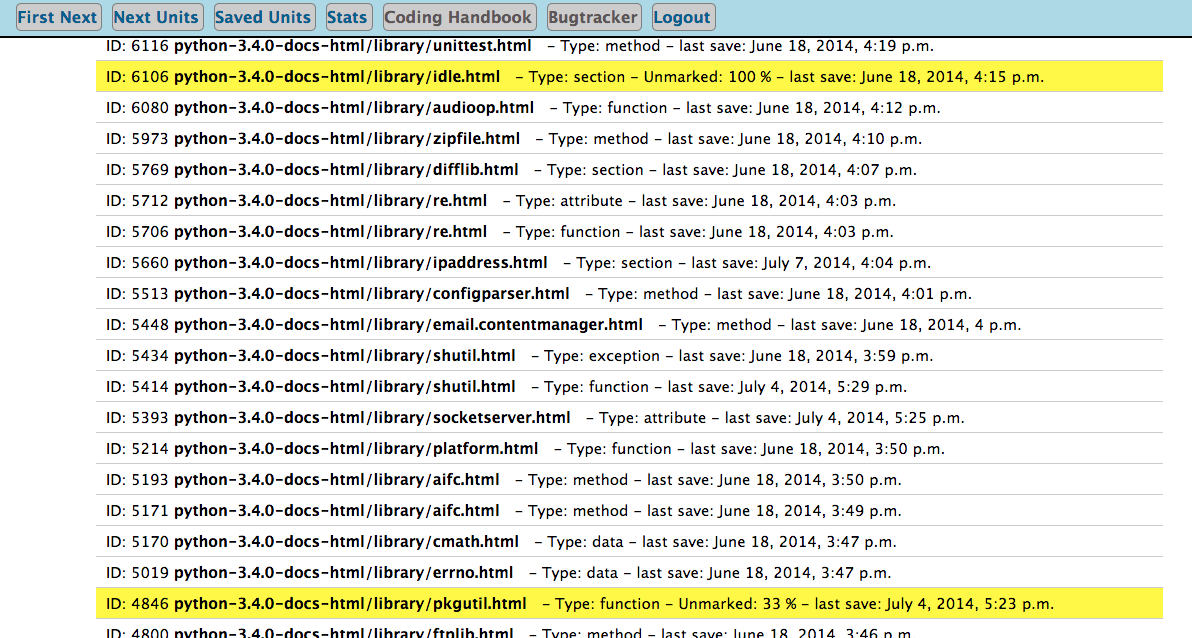 First Next Next Units Saved Units Stats Coding Handbook Bugtracker Logout
ID: 6116 python-3.4.0-docs-html/library/unittest.html – Type: method – last save: June 18, 2014, 4:19 p.m.
ID: 6106 python-3.4.0-docs-html/library/idle.html – Type: section – Unmarked: 100 % – last save: June 18, 2014, 4:15 p.m.
ID: 6080 python-3.4.0-docs-html/library/audioop.html – Type: function – last save: June 18, 2014, 4:12 p.m.
ID: 5973 python-3.4.0-docs-html/library/zipfile.html – Type: method – last save: June 18, 2014, 4:10 p.m.
ID: 5769 python-3.4.0-docs-html/library/difflib.html – Type: section – last save: June 18, 2014, 4:07 p.m.
ID: 5712 python-3.4.0-docs-html/library/re.html – Type: attribute – last save: June 18, 2014, 4:03 p.m.
ID: 5706 python-3.4.0-docs-html/library/re.html – Type: function – last save: June 18, 2014, 4:03 p.m.
ID: 5660 python-3.4.0-docs-html/library/ipaddress.html – Type: section – last save: July 7, 2014, 4:04 p.m.
ID: 5513 python-3.4.0-docs-html/library/configparser.html – Type: method – last save: June 18, 2014, 4:01 p.m.
ID: 5448 python-3.4.0-docs-html/library/email.contentmanager.html – Type: method – last save: June 18, 2014, 4 p.m.
ID: 5434 python-3.4.0-docs-html/library/shutil.html – Type: exception – last save: June 18, 2014, 3:59 p.m.
ID: 5414 python-3.4.0-docs-html/library/shutil.html – Type: function – last save: July 4, 2014, 5:29 p.m.
ID: 5393 python-3.4.0-docs-html/library/socketserver.html – Type: attribute – last save: July 4, 2014, 5:25 p.m.
ID: 5214 python-3.4.0-docs-html/library/platform.html – Type: function – last save: June 18, 2014, 3:50 p.m.
ID: 5193 python-3.4.0-docs-html/library/aifc.html – Type: method – last save: June 18, 2014, 3:50 p.m.
ID: 5171 python-3.4.0-docs-html/library/aifc.html – Type: method – last save: June 18, 2014, 3:49 p.m.
ID: 5170 python-3.4.0-docs-html/library/cmath.html – Type: data – last save: June 18, 2014, 3:47 p.m.
ID: 5019 python-3.4.0-docs-html/library/errno.html – Type: data – last save: June 18, 2014, 3:47 p.m.
ID: 4846 python-3.4.0-docs-html/library/pkgutil.html – Type: function – Unmarked: 33 % – last save: July 4, 2014, 5:23 p.m.
ID: 4800 python-3.4.0-docs-html/library/ftplib.html – Type: method – last save: June 18, 2014, 3:46 p.m.